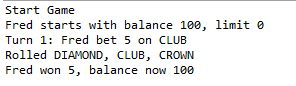 Start Game
Fred starts with balance 100, limit 0
Turn 1: Fred bet 5 on CLUB
Rolled DIAMOND, CLUB, CROWN
Fred won 5, balance now 100